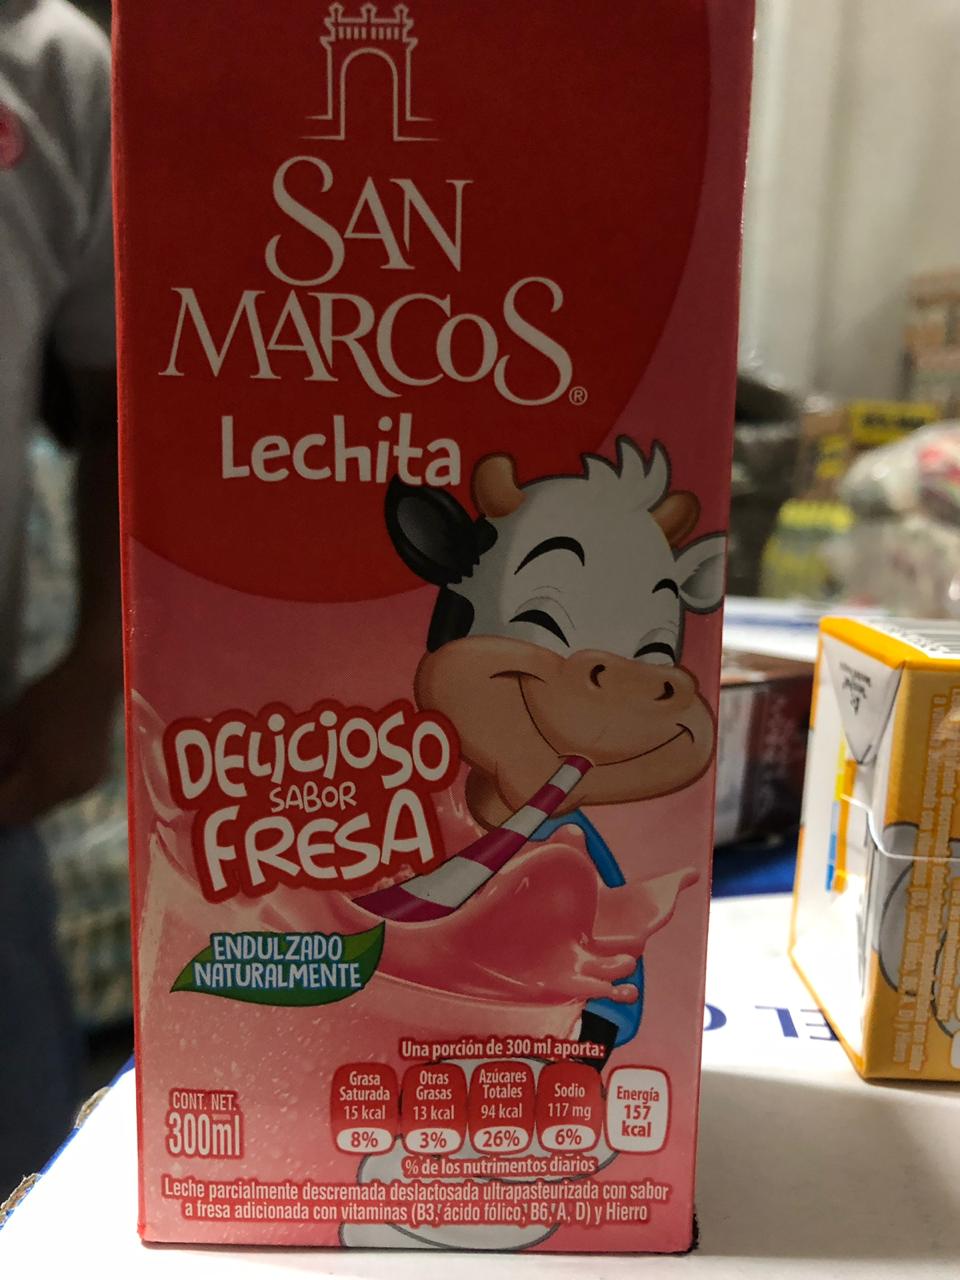 SAN
MARCOS®
Lechita
DELICIOSO
SABOR
FRESA
ENDULZADO
NATURALMENTE
Una porción de 300 ml aporta:
Grasa Sa
turada
15 kcal
8%
Otras
Grasas
13 kcal
3%
Azúcares
Totales
94 kcal
26%
Sodio
117 mg
6%
Energía
157
kcal
% de los nutrimentos diarios
CONT. NET.
300ml
Leche parcialmente descremada deslactosada ultrapasteurizada con sabor
a fresa adicionada con vitaminas (B3, ácido fólico, B6, A, D) y Hierro
EL